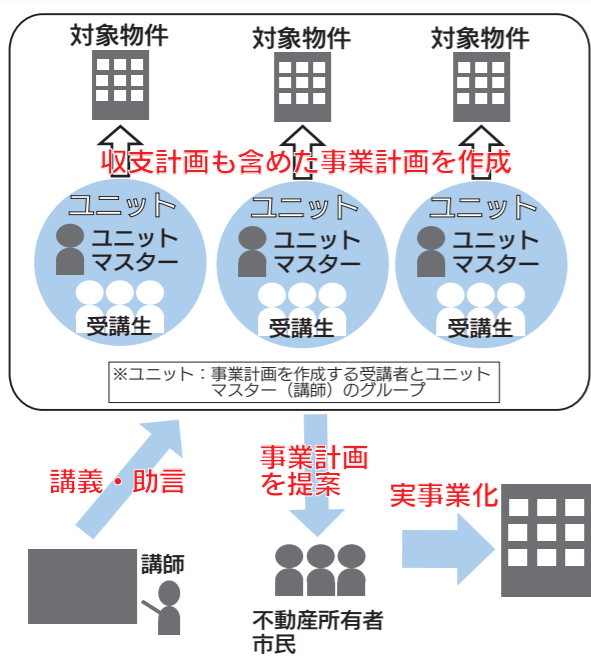 対象物件
対象物件
対象物件
収支計画も含めた事業計画を作成
ユニット
ユニット
マスター
受講生
ユニット
ユニット
マスター
受講生
ユニット
ユニット
マスター
受講生
※ユニット：事業計画を作成する受講者とユニット
マスター（講師）のグループ
講義・助言
事業計画
を提案
実事業化
講師
不動産所有者
市民